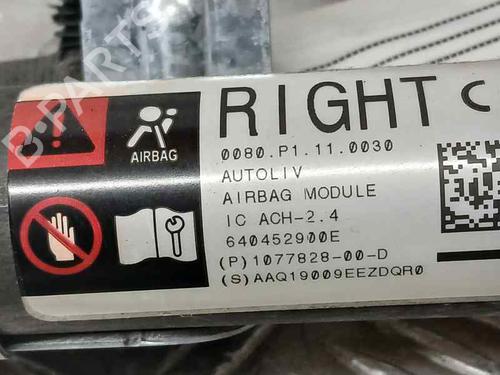 RIGHT
0080.P1.11.0030
AUTOLIV
AIRBAG MODULE
IC ACH-2.4
640452900E
(P)1077828-00-D
(S)AAQ19009EEZDQR0
AIRBAG
B-PARTS